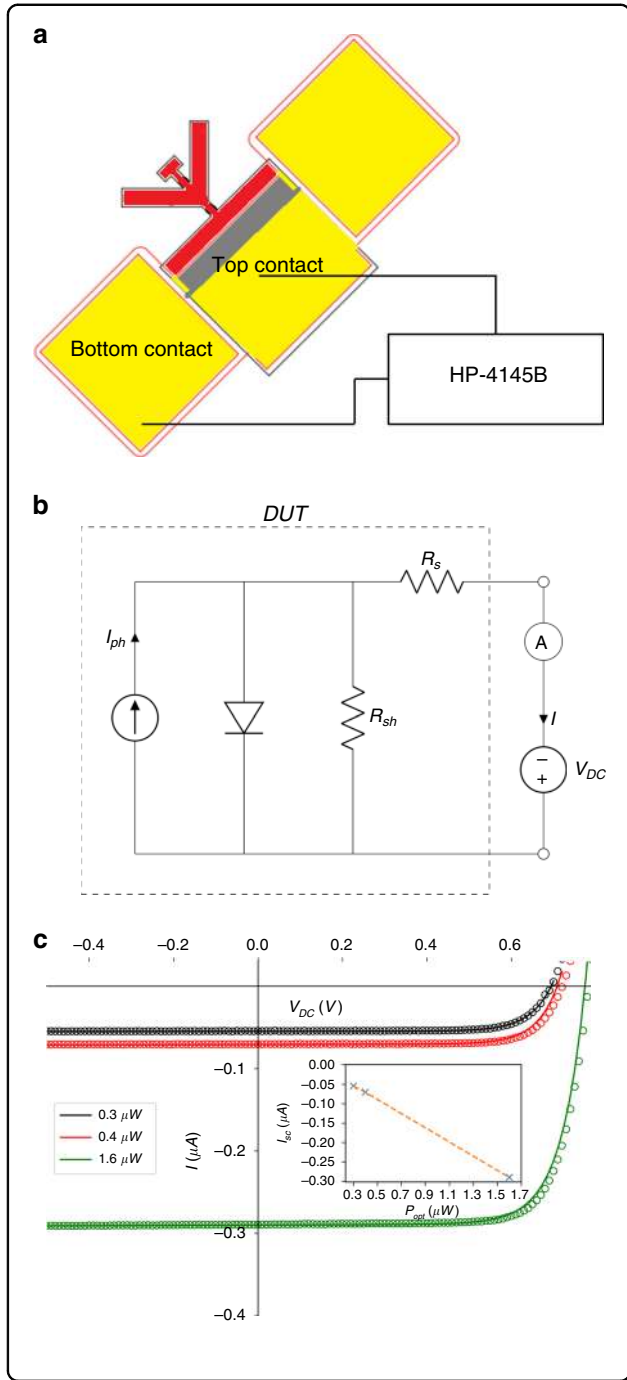 a
Top contact
Bottom contact
HP-4145B
b
DUT
R_s
I_ph
A
R_sh
I
–
+
V_DC
c
–0.4 –0.2 0.0 0.2 0.4 0.6
V_DC (V)
–0.1
–0.2
–0.3
–0.4
I (μA)
0.3 μW
0.4 μW
1.6 μW
0.00
–0.05
–0.10
–0.15
–0.20
–0.25
–0.30
I_sc (μA)
0.3 0.5 0.7 0.9 1.1 1.3 1.5 1.7
P_opt (μW)